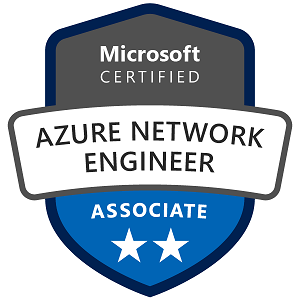 Microsoft
CERTIFIED
AZURE NETWORK
ENGINEER
ASSOCIATE